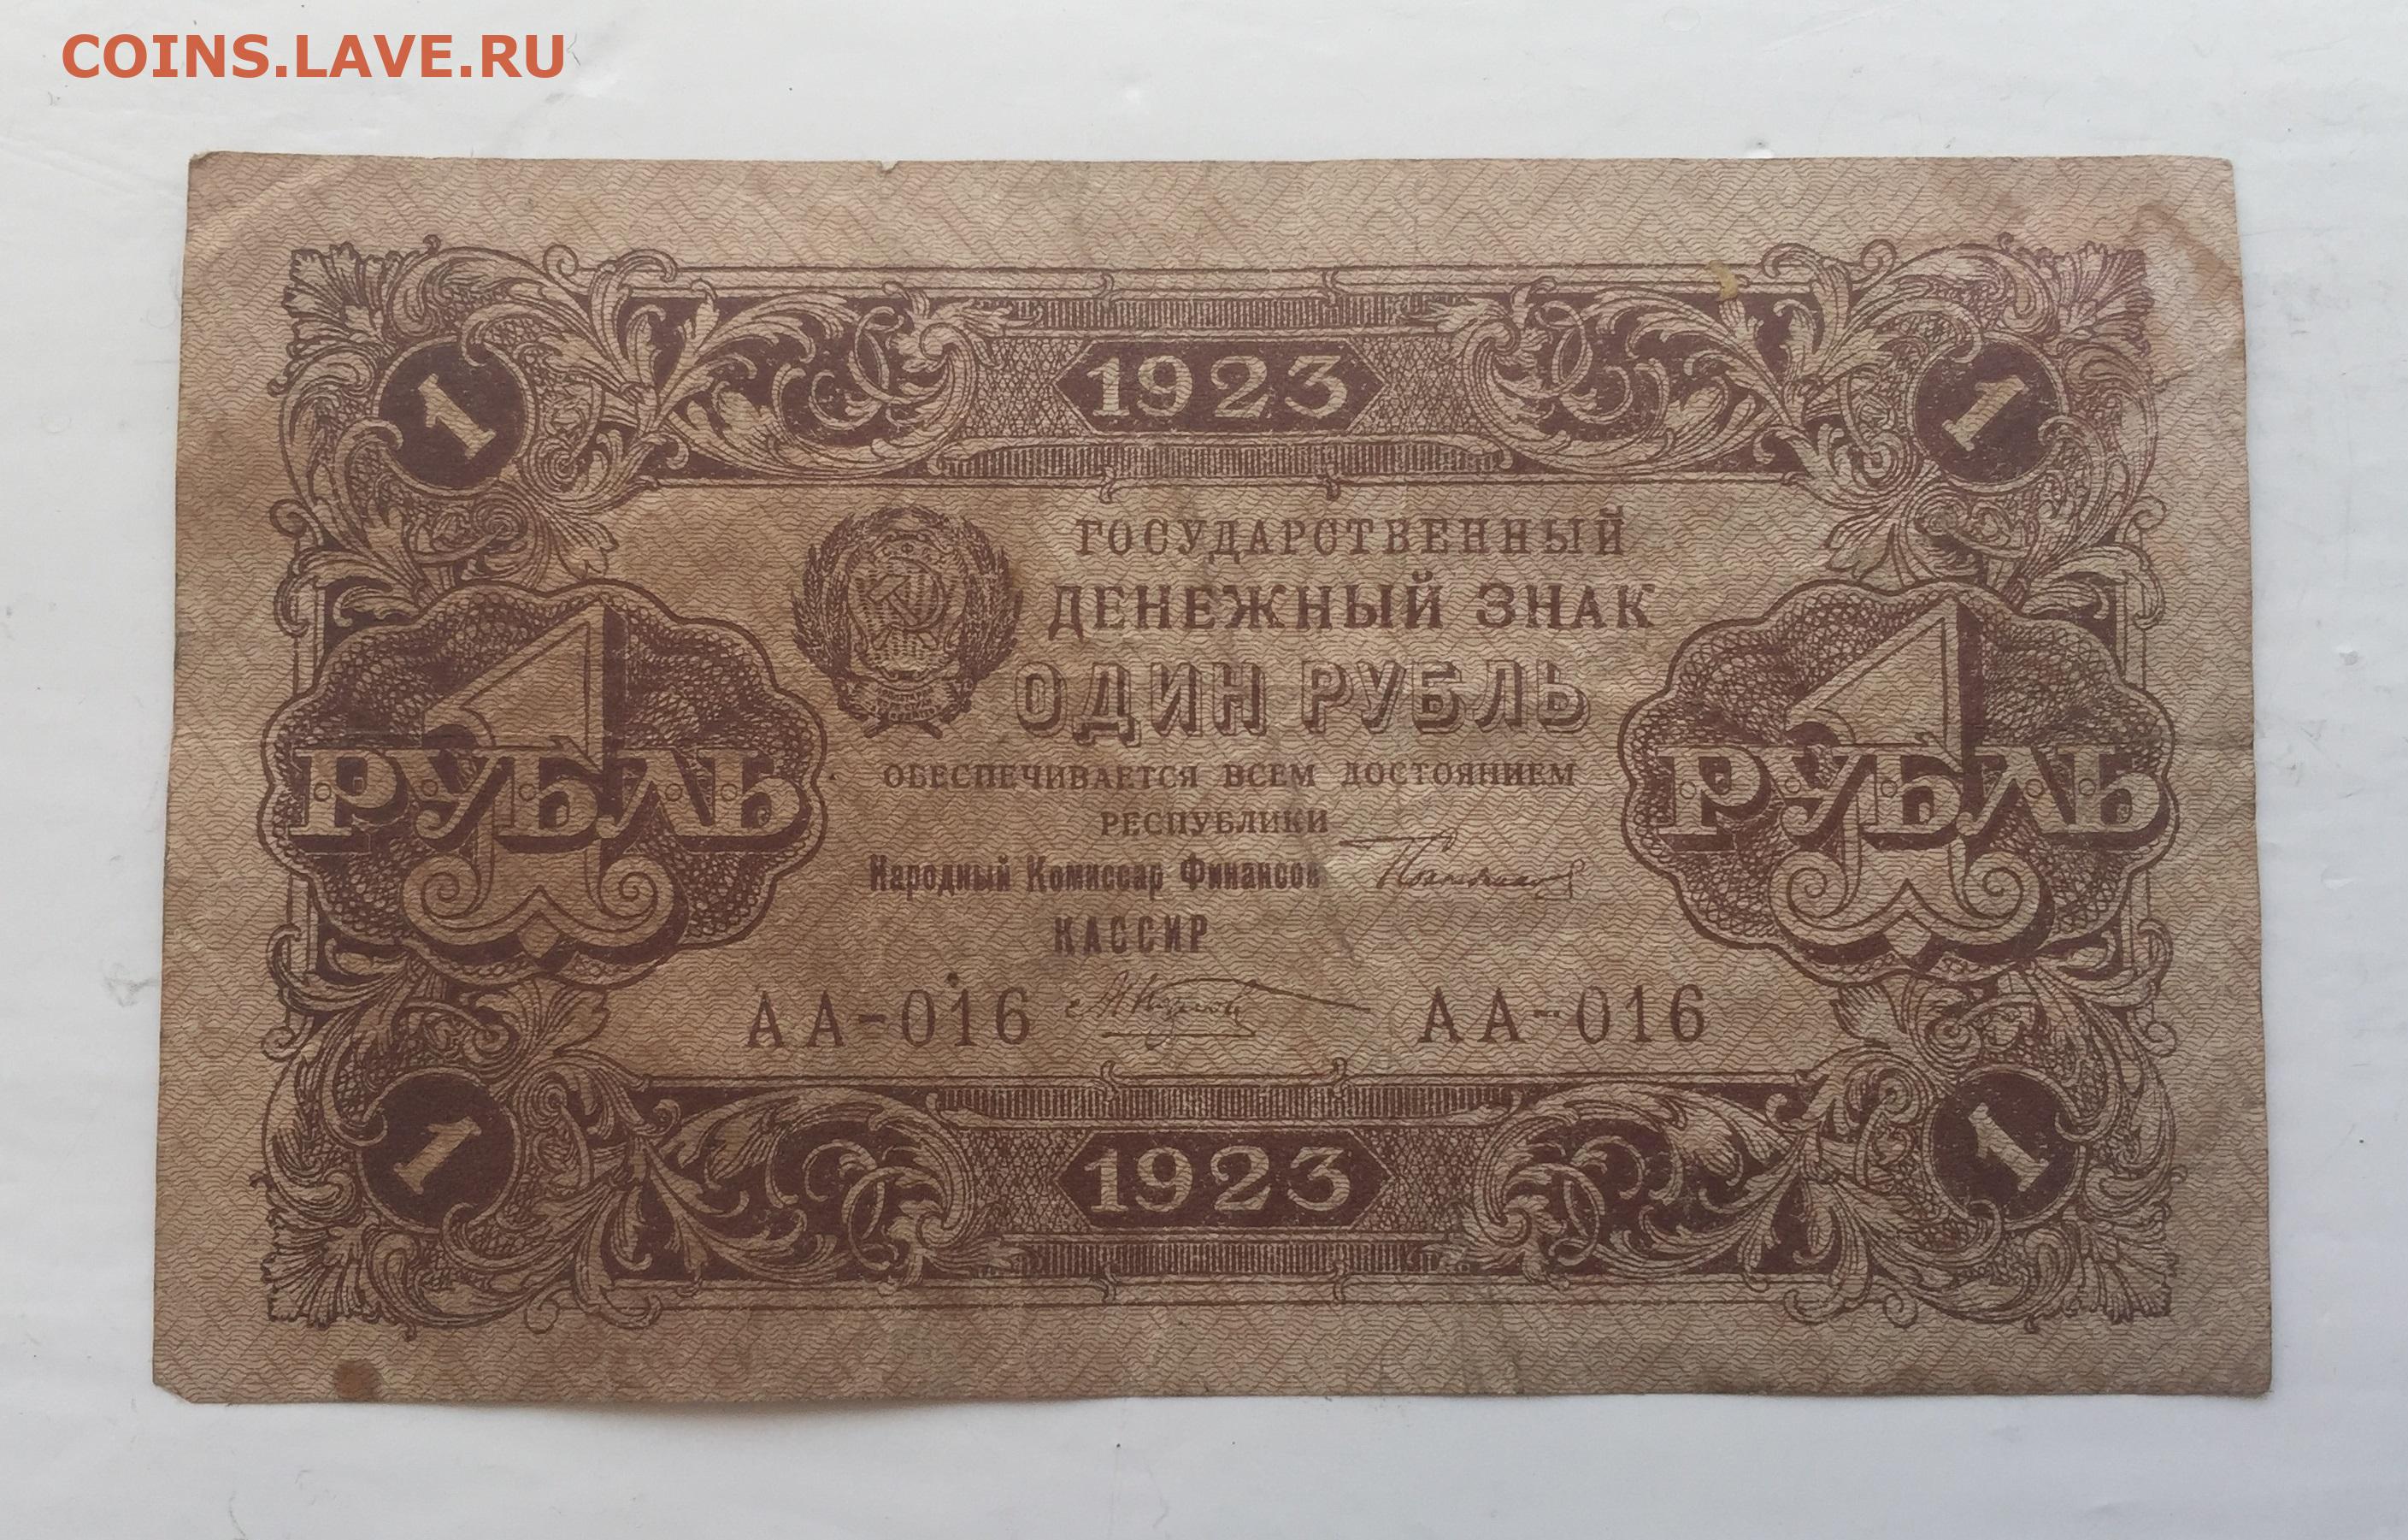 COINS.LAVE.RU
1923
1
1
ГОСУДАРСТВЕННЫЙ
ДЕНЕЖНЫЙ ЗНАК
ОДИН РУБЛЬ
1
РУБЛЬ
1
РУБЛЬ
ОБЕСПЕЧИВАЕТСЯ ВСЕМ ДОСТОЯНИЕМ
РЕСПУБЛИКИ
Народный Комиссар Финансов
КАССИР
АА-016
АА-016
1
1923
1